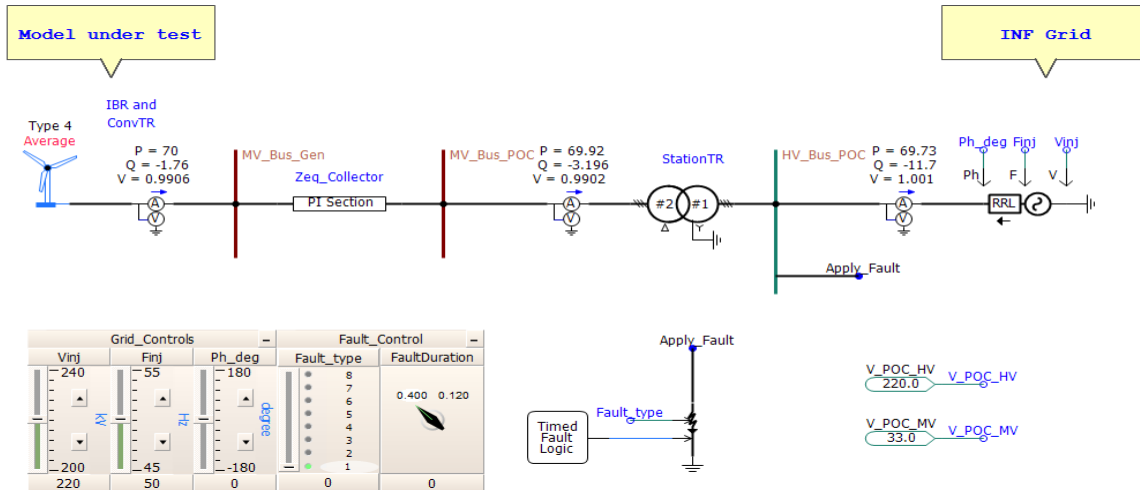 Model under test
INF Grid
IBR and
ConvTR
Type 4
Average
P = 70
Q = -1.76
V = 0.9906
A
V
MV_Bus_Gen
Zeq_Collector
PI Section
MV_Bus_POC
P = 69.92
Q = -3.196
V = 0.9902
A
V
StationTR
#2
#1
HV_Bus_POC
P = 69.73
Q = -11.7
V = 1.001
A
V
Ph_deg
Finj
Vinj
Ph
F
V
RRL
Apply_Fault
Grid_Controls
Vinj
Finj
Ph_deg
240
200
kV
55
45
Hz
180
-180
degree
220
50
0
Fault_Control
Fault_type
FaultDuration
8
7
6
5
4
3
2
1
0.400
0.120
0
0
Apply_Fault
Fault_type
Timed
Fault
Logic
V_POC_HV
220.0
V_POC_HV
V_POC_MV
33.0
V_POC_MV